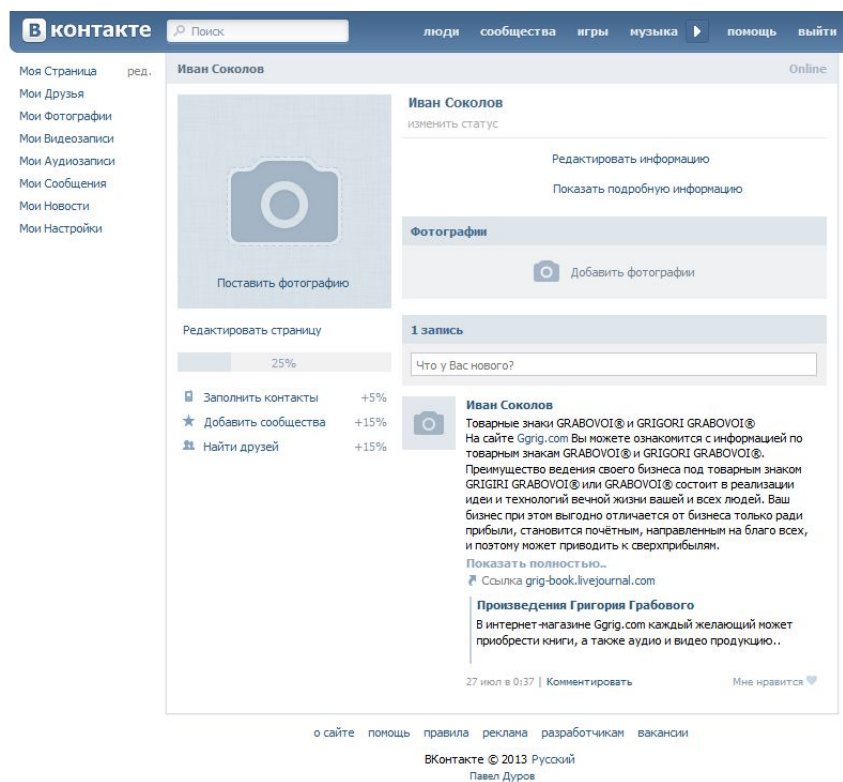 В контакте
Поиск
люди сообщества игры музыка помощь выйти
Моя Страница ред.
Мои Друзья
Мои Фотографии
Мои Видеозаписи
Мои Аудиозаписи
Мои Сообщения
Мои Новости
Мои Настройки
Иван Соколов Online
Поставить фотографию
Редактировать страницу
25%
Заполнить контакты +5%
Добавить сообщества +15%
Найти друзей +15%
Иван Соколов
изменить статус
Редактировать информацию
Показать подробную информацию
Фотографии
Добавить фотографии
1 запись
Что у Вас нового?
Иван Соколов
Товарные знаки GRABOVOI® и GRIGORI GRABOVOI®
На сайте Ggrig.com Вы можете ознакомится с информацией по
товарным знакам GRABOVOI® и GRIGORI GRABOVOI®.
Преимущество ведения своего бизнеса под товарным знаком
GRIGIRI GRABOVOI® или GRABOVOI® состоит в реализации
идеи и технологий вечной жизни вашей и всех людей. Ваш
бизнес при этом выгодно отличается от бизнеса только ради
прибыли, становится почётным, направленным на благо всех,
и поэтому может приводить к сверхприбылям.
Показать полностью..
Ссылка grig-book.livejournal.com
Произведения Григория Грабового
В интернет-магазине Ggrig.com каждый желающий может
приобрести книги, а также аудио и видео продукцию..
27 июл в 0:37 | Комментировать Мне нравится
о сайте помощь правила реклама разработчикам вакансии
ВКонтакте © 2013 Русский
Павел Дуров